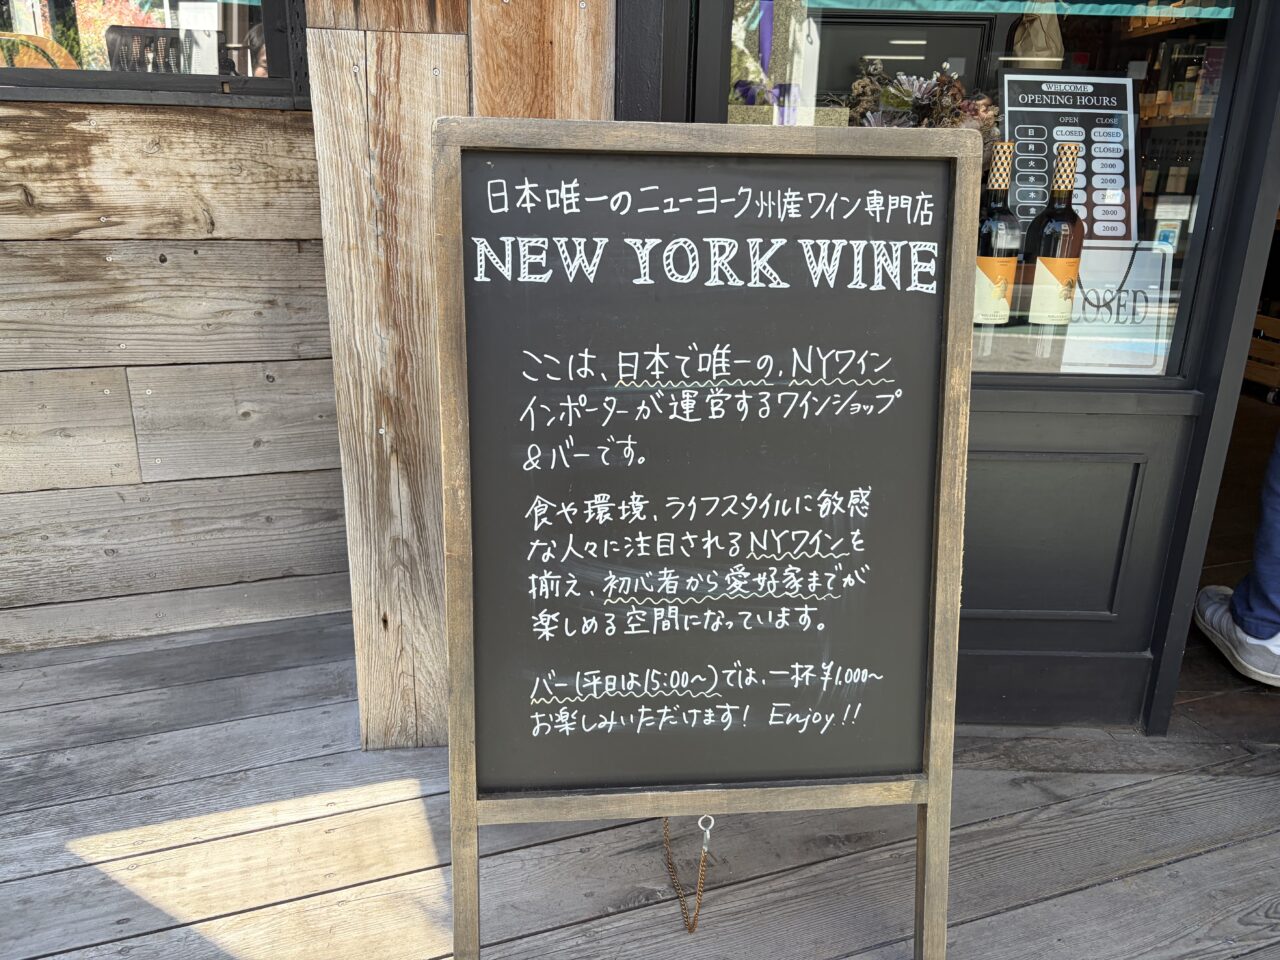 日本唯一のニューヨーク州産ワイン専門店
NEW YORK WINE
ここは、日本で唯一の、NYワイン
インポーターが運営するワインショップ
&バーです。
食や環境、ライフスタイルに敏感
な人々に注目されるNYワインを
揃え、初心者から愛好家までが
楽しめる空間になっています。
バー(平日は15:00〜)では、一杯¥1,000〜
お楽しみいただけます! Enjoy!!
WELCOME
OPENING HOURS
OPEN CLOSE
日 CLOSED CLOSED
月 CLOSED
火 20:00
水 20:00
木 20:00
金 20:00
20:00